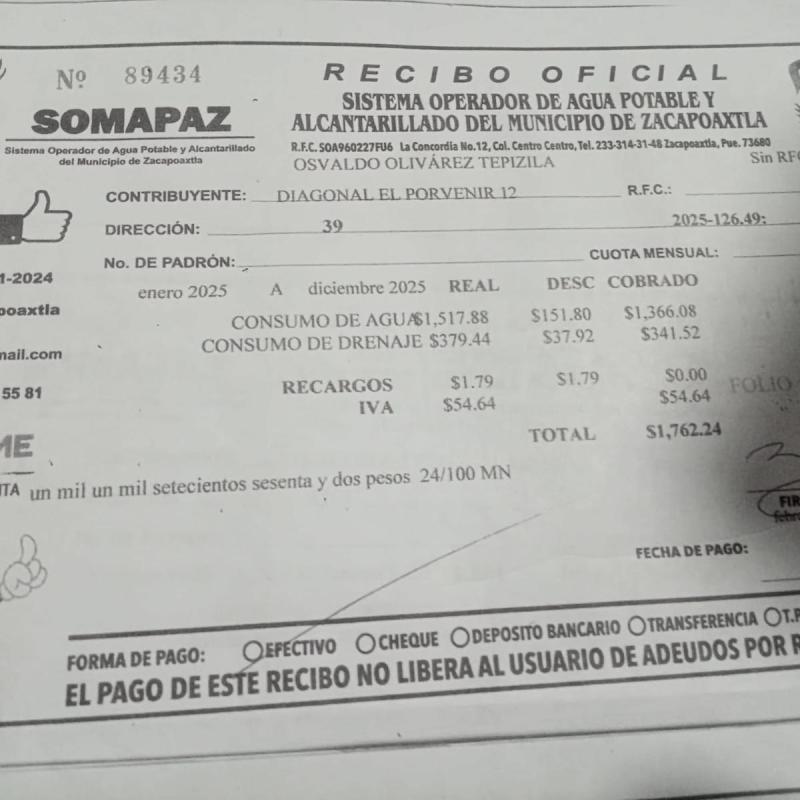 Nº 89434
RECIBO OFICIAL
SOMAPAZ
SISTEMA OPERADOR DE AGUA POTABLE Y
ALCANTARILLADO DEL MUNICIPIO DE ZACAPOAXTLA
Sistema Operador de Agua Potable y Alcantarillado
del Municipio de Zacapoaxtla
R.F.C. SOA960227FU6 La Concordia No.12, Col. Centro Centro, Tel. 233-314-31-48 Zacapoaxtla, Pue. 73680
OSVALDO OLIVÁREZ TEPIZILA Sin RFC
CONTRIBUYENTE: DIAGONAL EL PORVENIR 12 R.F.C.:
DIRECCIÓN: 39 2025-126.49:
No. DE PADRÓN: CUOTA MENSUAL:
1-2024
enero 2025 A diciembre 2025 REAL DESC COBRADO
poaxtla
CONSUMO DE AGUA $1,517.88 $151.80 $1,366.08
CONSUMO DE DRENAJE $379.44 $37.92 $341.52
mail.com
55 81
RECARGOS $1.79 $1.79 $0.00 FOLIO
IVA $54.64 $54.64
TOTAL $1,762.24
ME
TA un mil un mil setecientos sesenta y dos pesos 24/100 MN
FIR
febr
FECHA DE PAGO:
FORMA DE PAGO: EFECTIVO CHEQUE DEPOSITO BANCARIO TRANSFERENCIA T.P
EL PAGO DE ESTE RECIBO NO LIBERA AL USUARIO DE ADEUDOS POR R